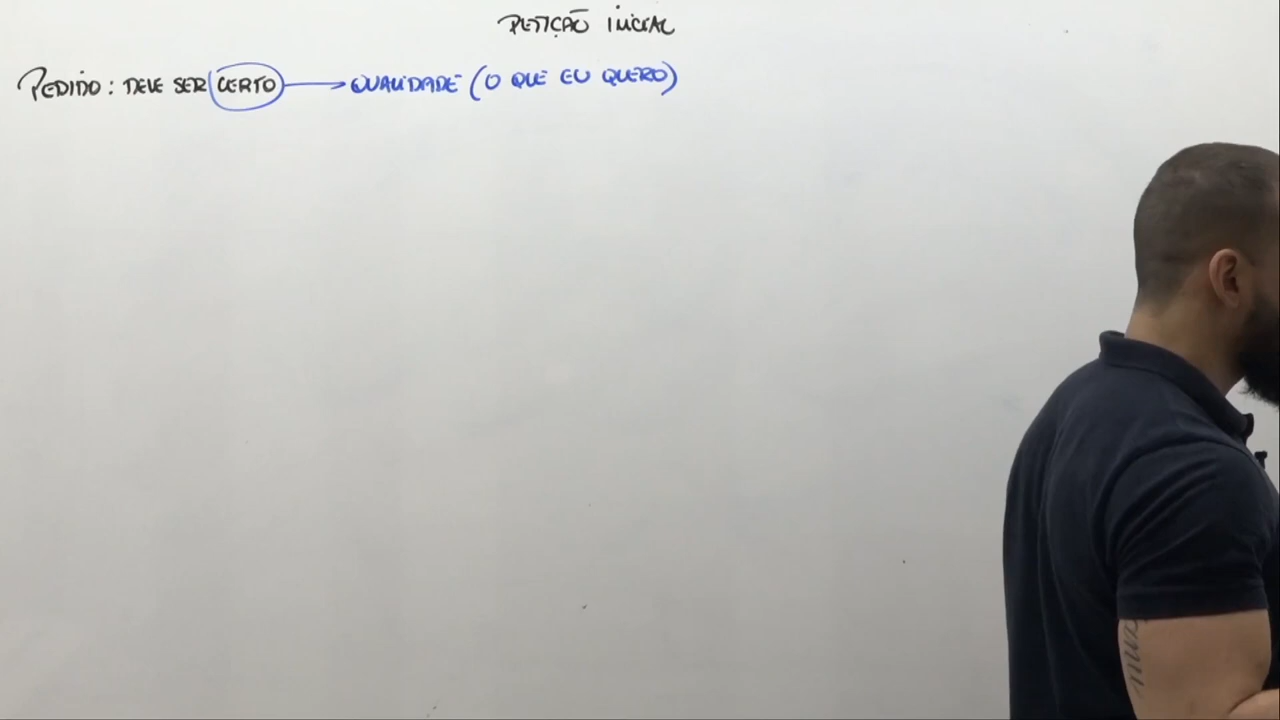 PETIÇÃO INICIAL
PEDIDO: DEVE SER CERTO → QUALIDADE (O QUE EU QUERO)